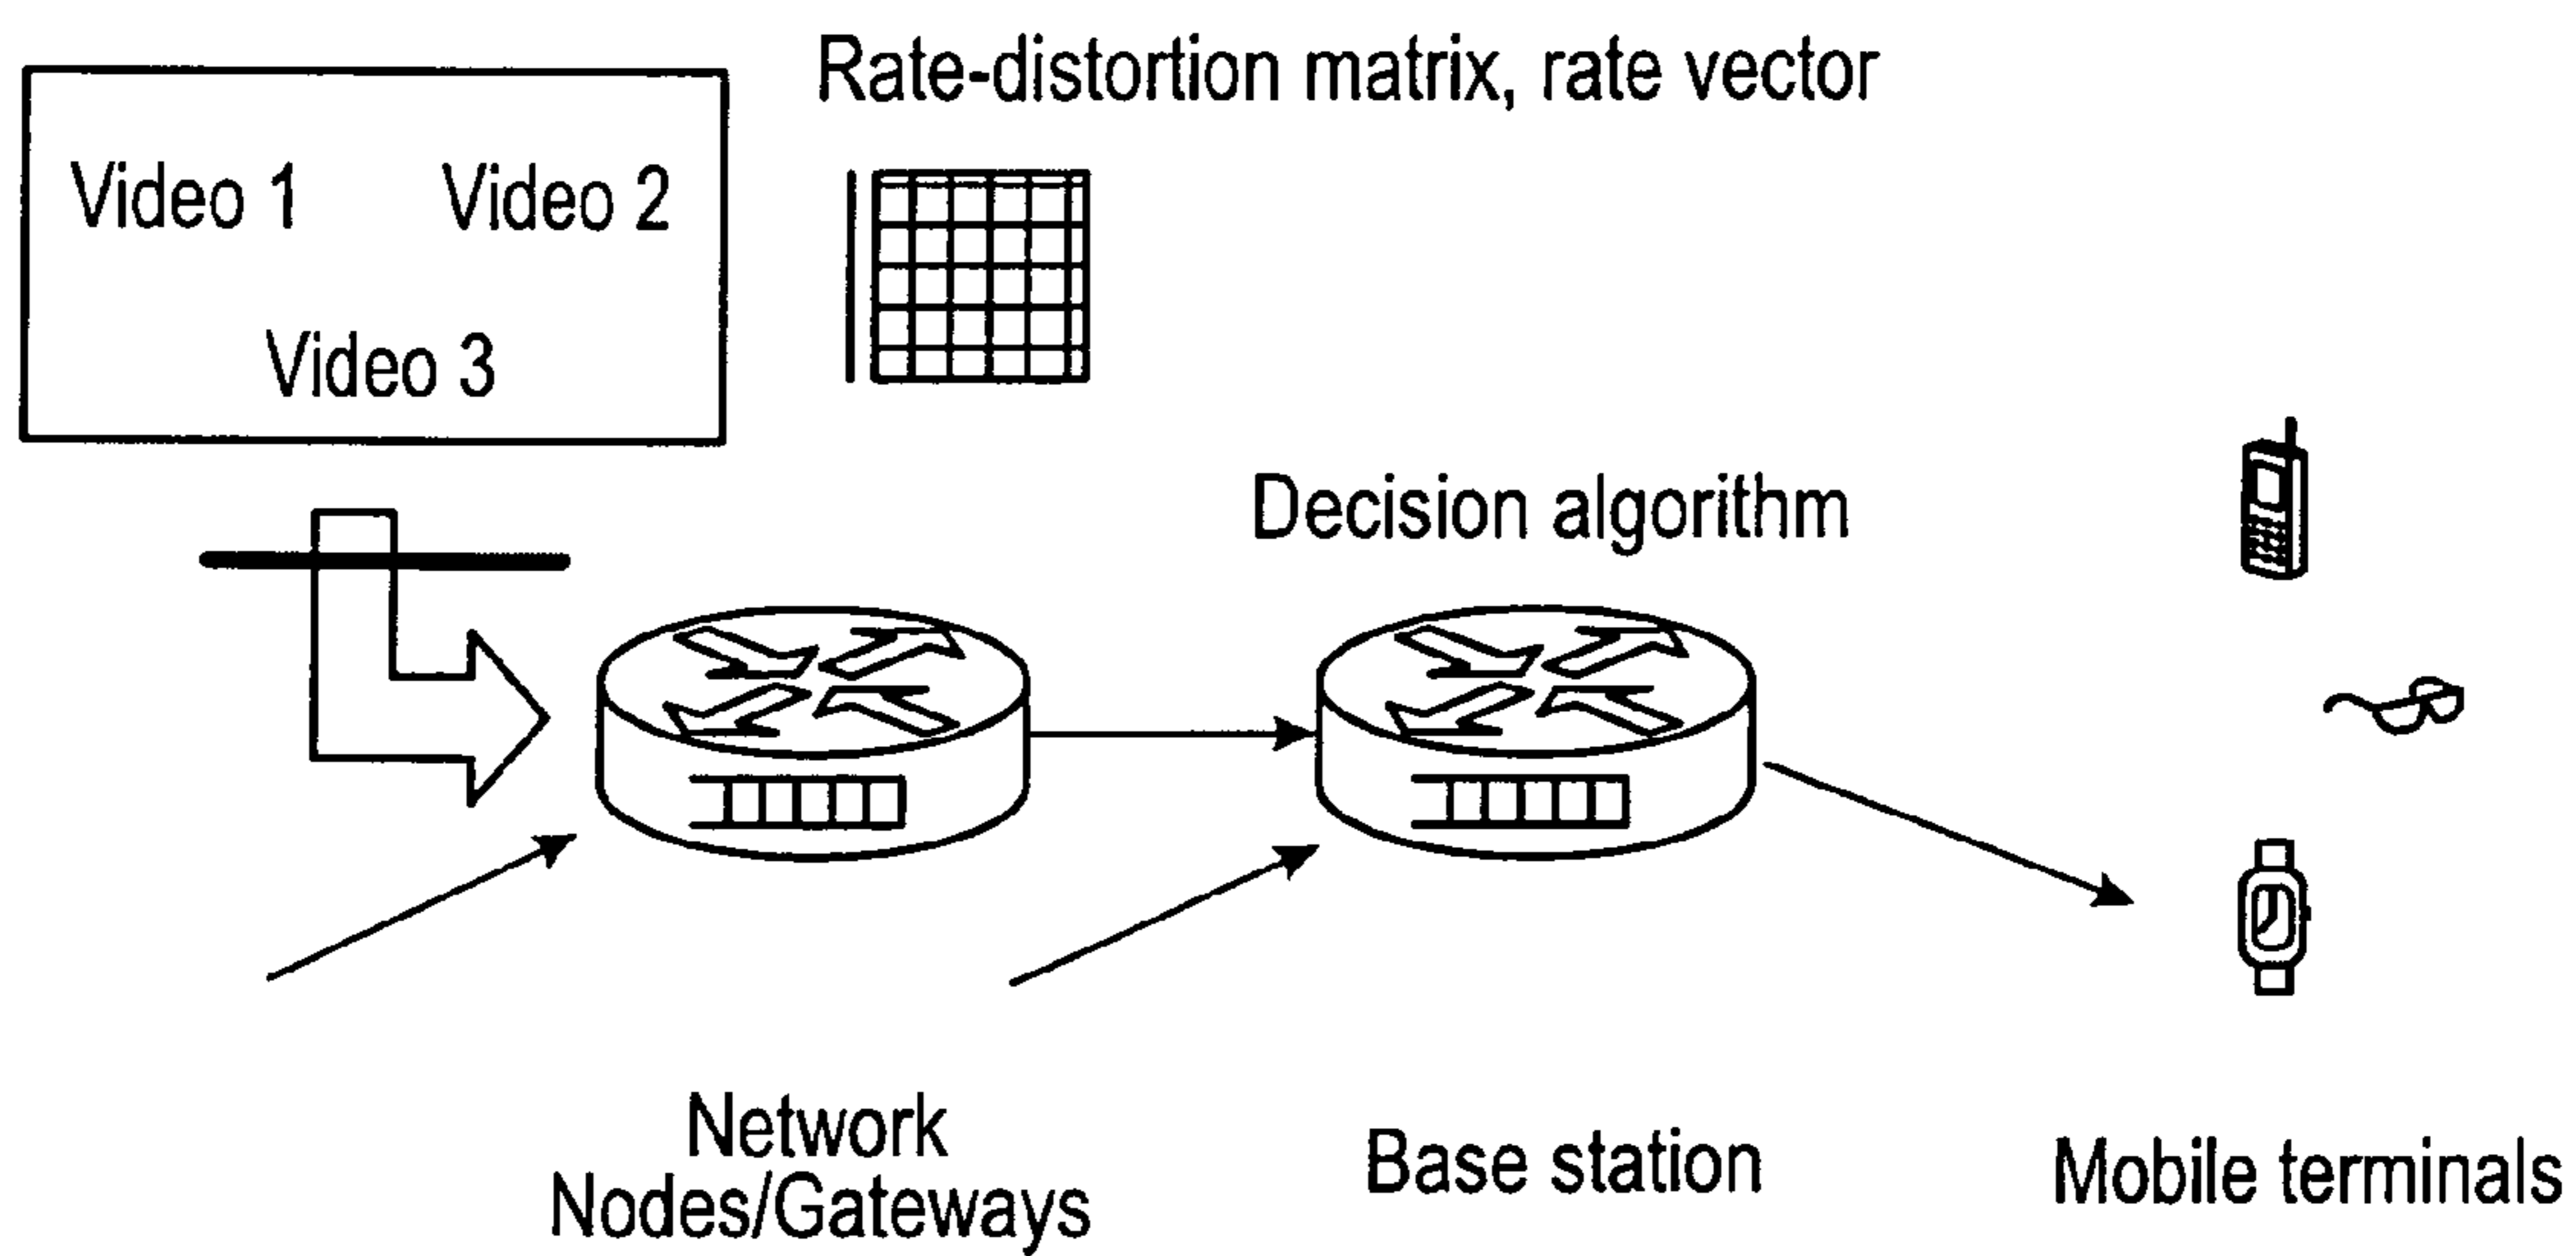 Rate-distortion matrix, rate vector
Video 1 Video 2
Video 3
Decision algorithm
Network
Nodes/Gateways
Base station
Mobile terminals